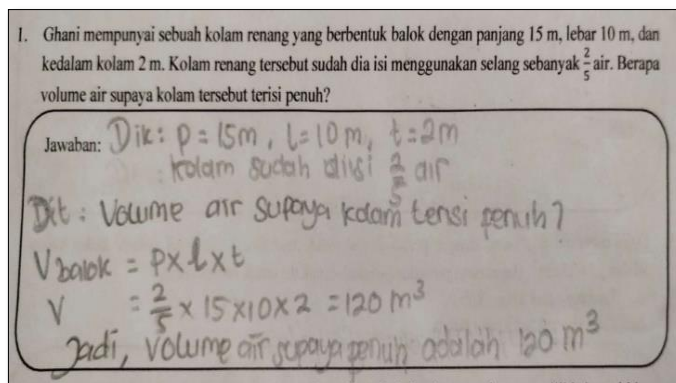 1. Ghani mempunyai sebuah kolam renang yang berbentuk balok dengan panjang 15 m, lebar 10 m, dan
kedalam kolam 2 m. Kolam renang tersebut sudah dia isi menggunakan selang sebanyak 2/5 air. Berapa
volume air supaya kolam tersebut terisi penuh?
Jawaban: Dik: P = 15m, l = 10 m, t = 2m
: kolam sudah diisi 2/5 air
Dit : Volume air supaya kolam terisi penuh?
V balok = P x l x t
V = 2/5 x 15 x 10 x 2 = 120 m³
Jadi, volume air supaya penuh adalah 120 m³